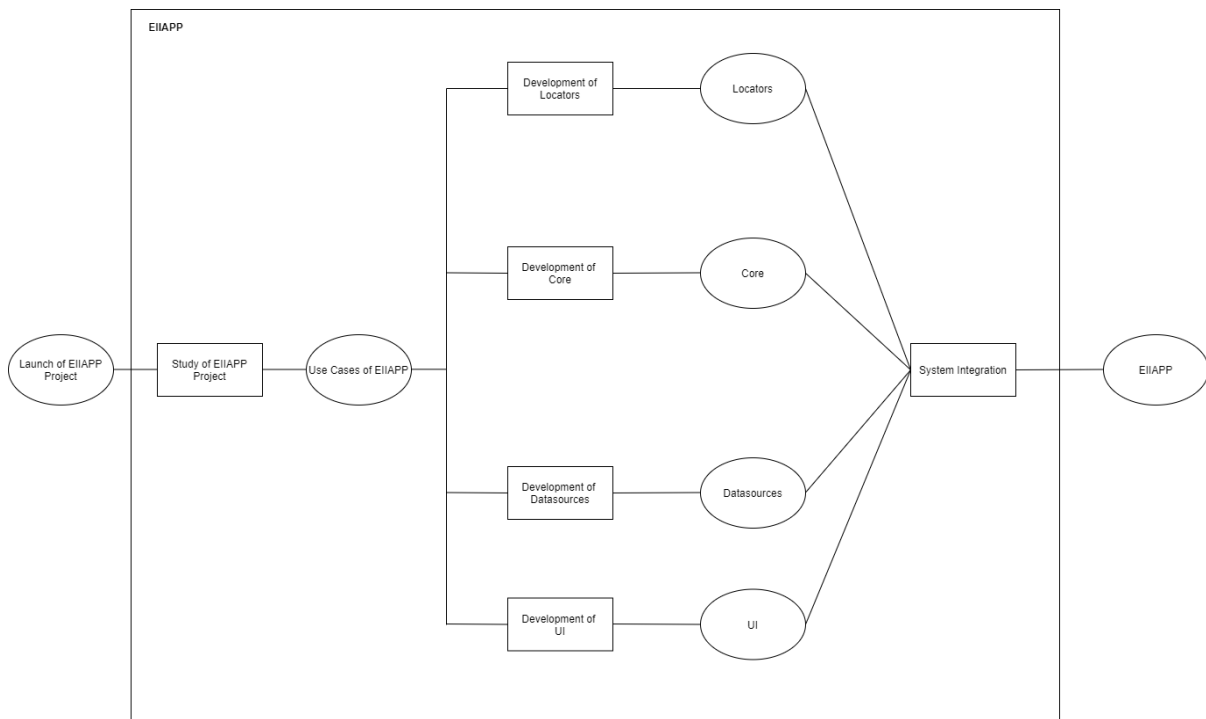 EIIAPP
Development of
Locators
Locators
Development of
Core
Core
Launch of EIIAPP
Project
Study of EIIAPP
Project
Use Cases of EIIAPP
System Integration
EIIAPP
Development of
Datasources
Datasources
Development of
UI
UI